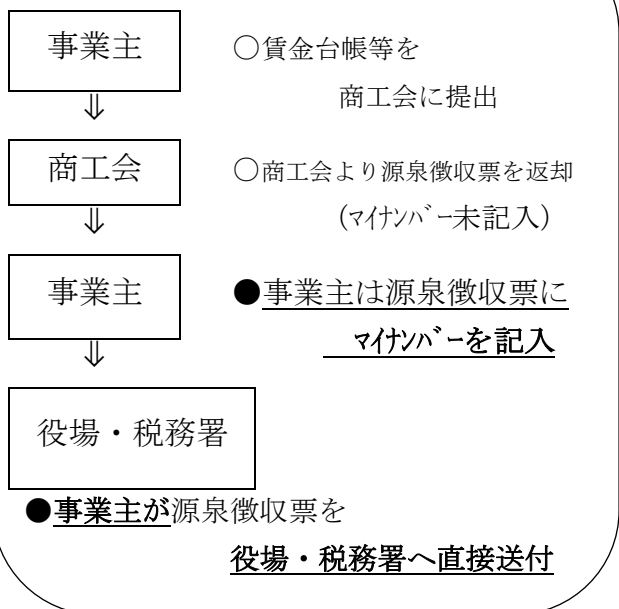 事業主
○賃金台帳等を
商工会に提出
⇓
商工会
○商工会より源泉徴収票を返却
(ﾏｲﾅﾝﾊﾞｰ未記入)
⇓
事業主
●事業主は源泉徴収票に
ﾏｲﾅﾝﾊﾞｰを記入
⇓
役場・税務署
●事業主が源泉徴収票を
役場・税務署へ直接送付